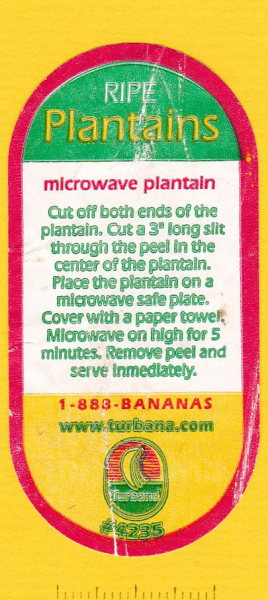 RIPE
Plantains
microwave plantain
Cut off both ends of the
plantain. Cut a 3" long slit
through the peel in the
center of the plantain.
Place the plantain on a
microwave safe plate.
Cover with a paper towel.
Microwave on high for 5
minutes. Remove peel and
serve immediately.
1-888-BANANAS
www.turbana.com
Turbana
#4235